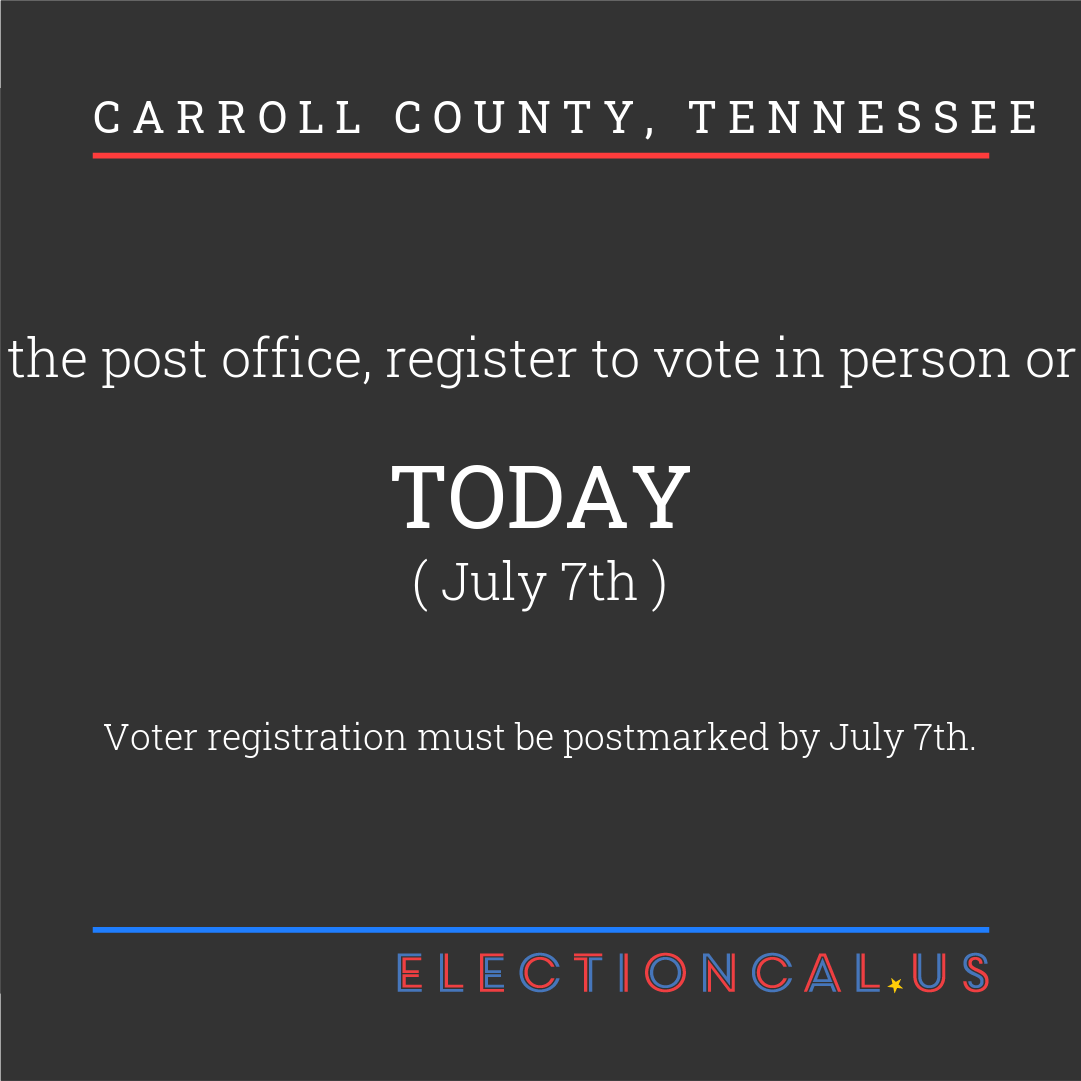 CARROLL COUNTY, TENNESSEE
the post office, register to vote in person or
TODAY
( July 7th )
Voter registration must be postmarked by July 7th.
ELECTIONCAL.US